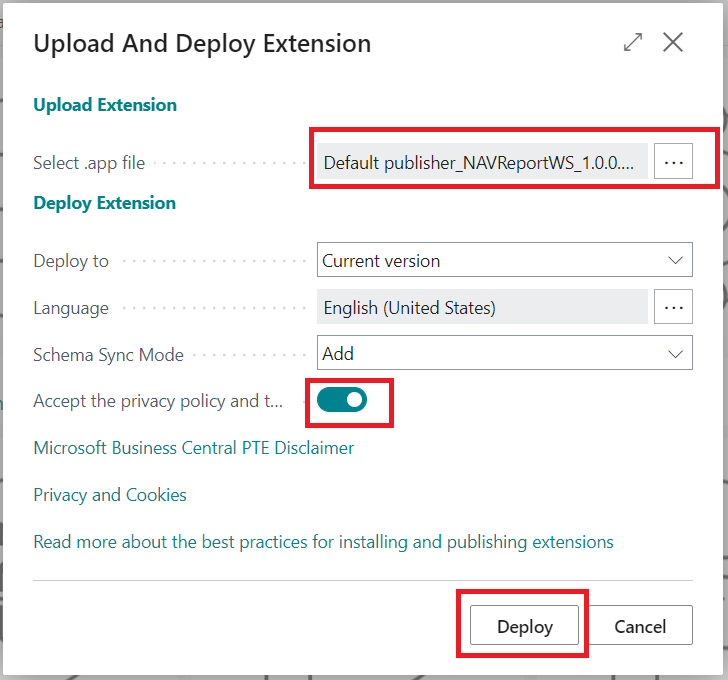 Upload And Deploy Extension
Upload Extension
Select .app file Default publisher_NAVReportWS_1.0.0.... ...
Deploy Extension
Deploy to Current version
Language English (United States) ...
Schema Sync Mode Add
Accept the privacy policy and t...
Microsoft Business Central PTE Disclaimer
Privacy and Cookies
Read more about the best practices for installing and publishing extensions
Deploy Cancel